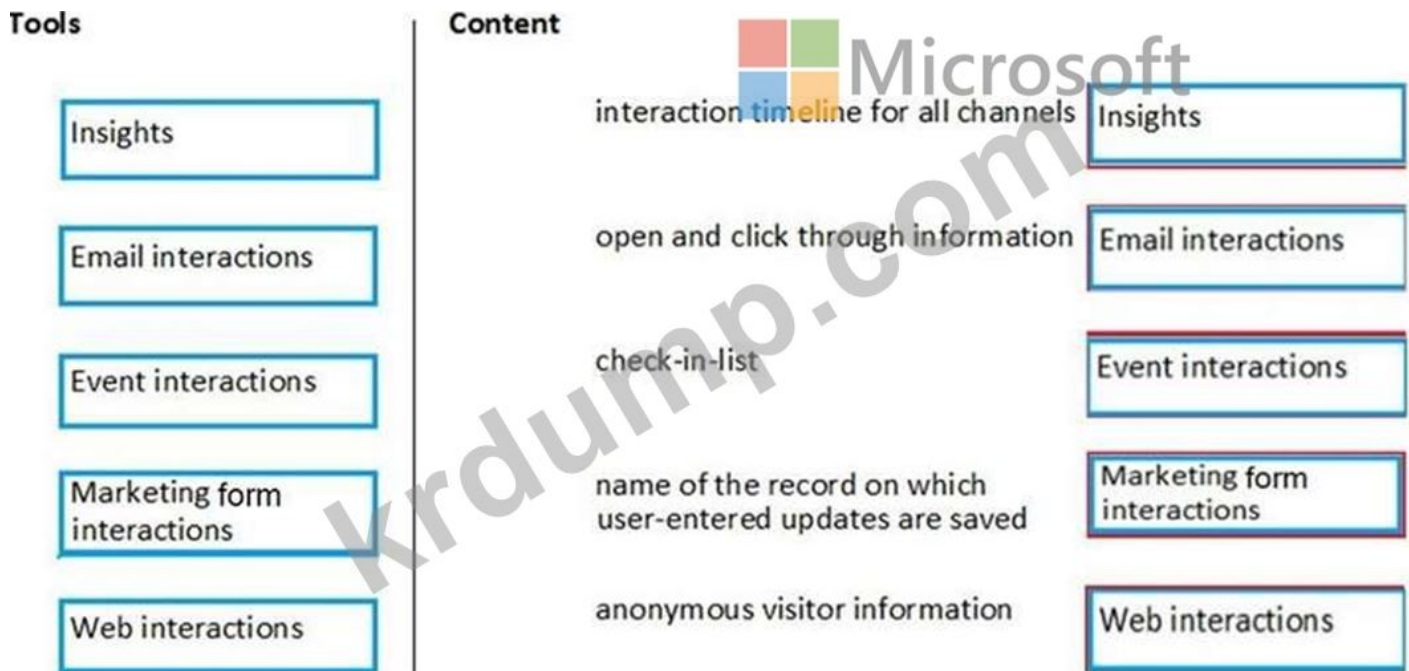 Tools
Content
Microsoft
Insights
interaction timeline for all channels
Insights
Email interactions
open and click through information
Email interactions
Event interactions
check-in-list
Event interactions
Marketing form
interactions
name of the record on which
user-entered updates are saved
Marketing form
interactions
Web interactions
anonymous visitor information
Web interactions
krdump.com